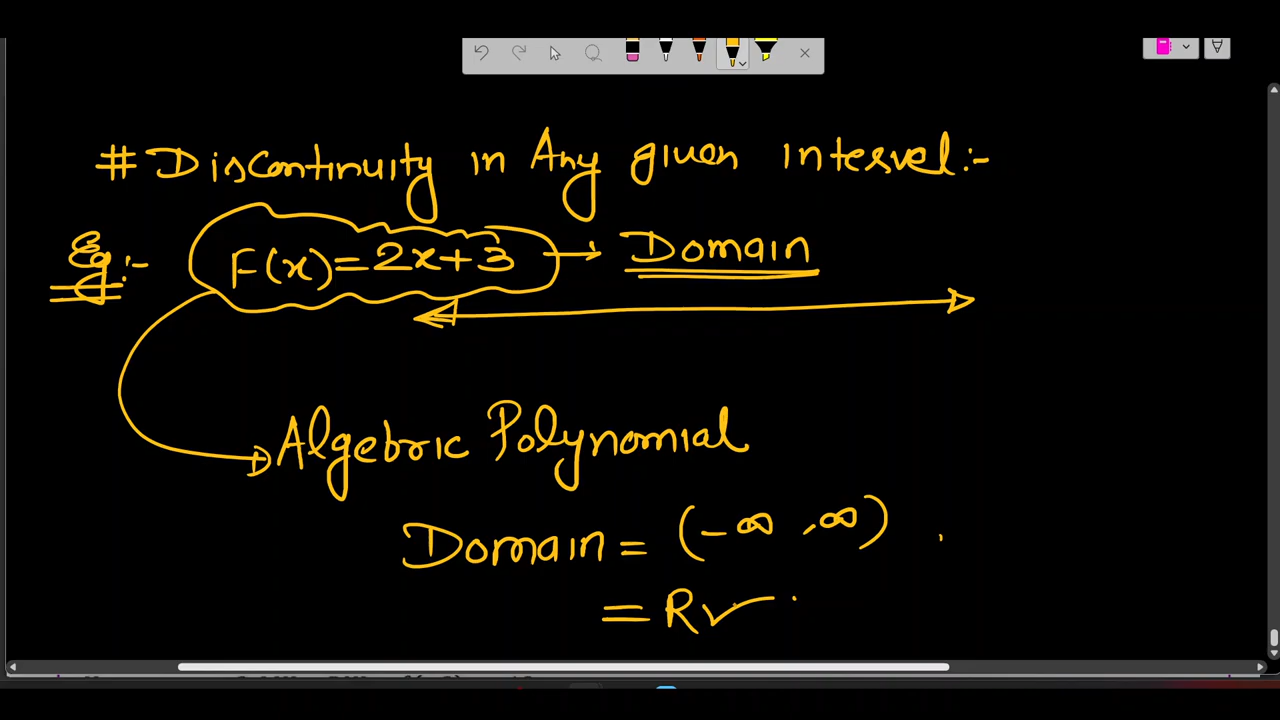 # Discontinuity in Any given interval:-
Eg:- F(x)=2x+3 → Domain
Algebric Polynomial
Domain = (-∞ ,∞)
= R✓